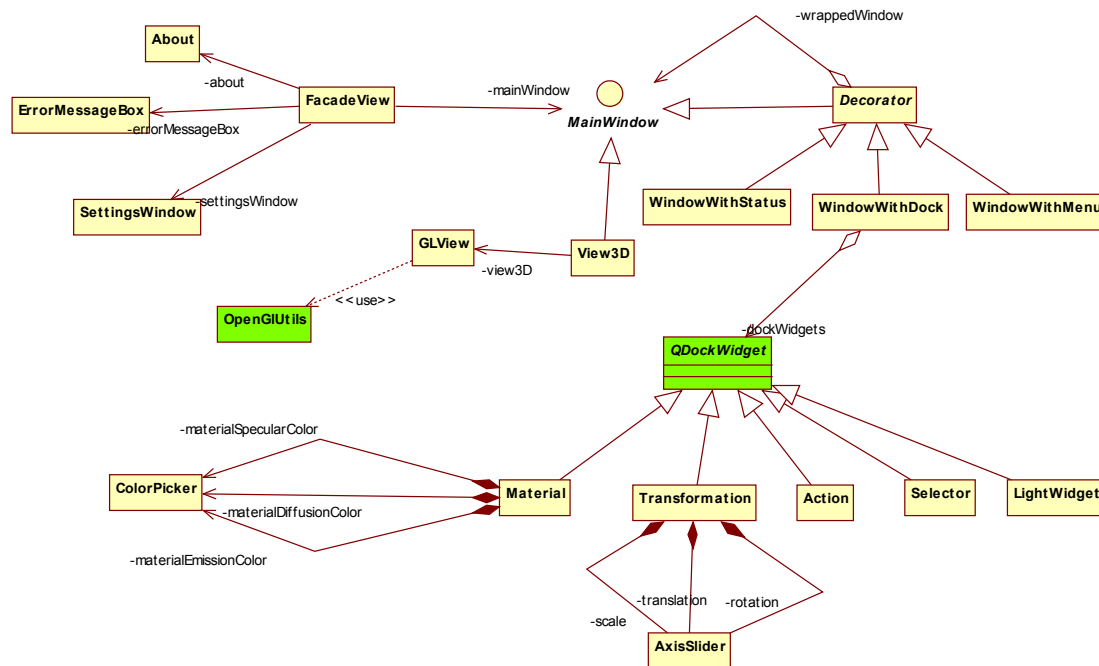 -wrappedWindow
About
-about
-mainWindow
ErrorMessageBox
FacadeView
Decorator
-errorMessageBox
MainWindow
WindowWithStatus
WindowWithDock
WindowWithMenu
SettingsWindow
-settingsWindow
GLView
View3D
-view3D
<<use>>
OpenGlUtils
-dockWidgets
QDockWidget
-materialSpecularColor
ColorPicker
Material
Transformation
Action
Selector
LightWidget
-materialDiffusionColor
-materialEmissionColor
-translation
-rotation
-scale
AxisSlider